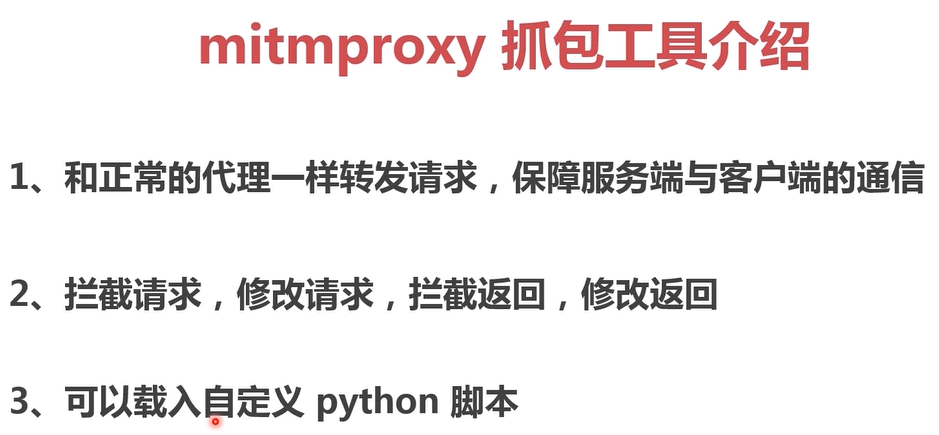 mitmproxy 抓包工具介绍
1、和正常的代理一样转发请求，保障服务端与客户端的通信
2、拦截请求，修改请求，拦截返回，修改返回
3、可以载入自定义 python 脚本